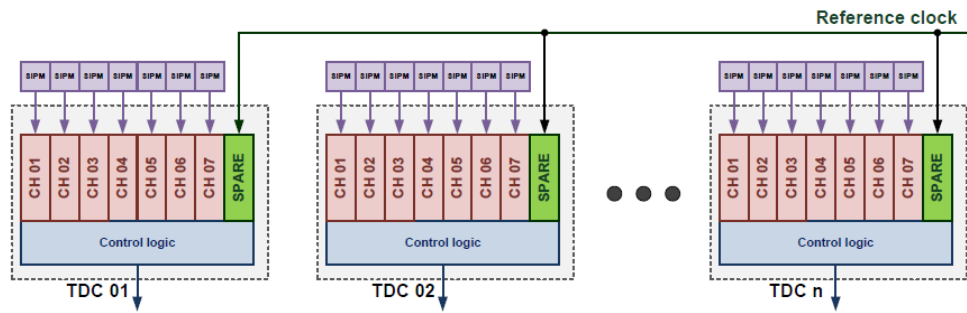 Reference clock
SIPM SIPM SIPM SIPM SIPM SIPM SIPM
SIPM SIPM SIPM SIPM SIPM SIPM SIPM
SIPM SIPM SIPM SIPM SIPM SIPM SIPM
CH 01
CH 02
CH 03
CH 04
CH 05
CH 06
CH 07
SPARE
CH 01
CH 02
CH 03
CH 04
CH 05
CH 06
CH 07
SPARE
CH 01
CH 02
CH 03
CH 04
CH 05
CH 06
CH 07
SPARE
Control logic
Control logic
Control logic
TDC 01
TDC 02
TDC n